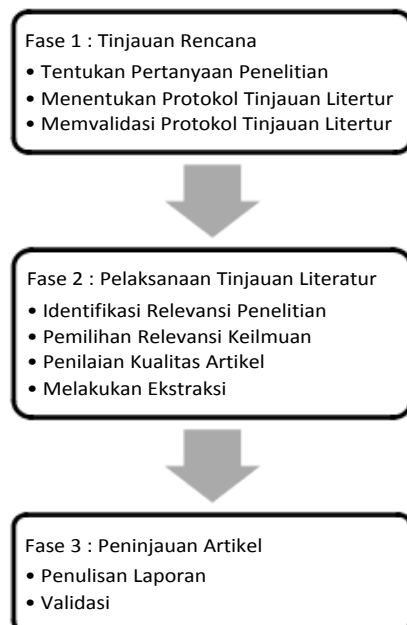 Fase 1 : Tinjauan Rencana
• Tentukan Pertanyaan Penelitian
• Menentukan Protokol Tinjauan Litertur
• Memvalidasi Protokol Tinjauan Litertur
Fase 2 : Pelaksanaan Tinjauan Literatur
• Identifikasi Relevansi Penelitian
• Pemilihan Relevansi Keilmuan
• Penilaian Kualitas Artikel
• Melakukan Ekstraksi
Fase 3 : Peninjauan Artikel
• Penulisan Laporan
• Validasi